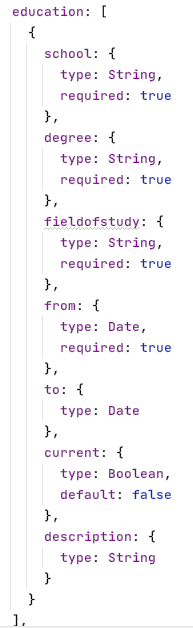 education: [
  {
    school: {
      type: String,
      required: true
    },
    degree: {
      type: String,
      required: true
    },
    fieldofstudy: {
      type: String,
      required: true
    },
    from: {
      type: Date,
      required: true
    },
    to: {
      type: Date
    },
    current: {
      type: Boolean,
      default: false
    },
    description: {
      type: String
    }
  }
],